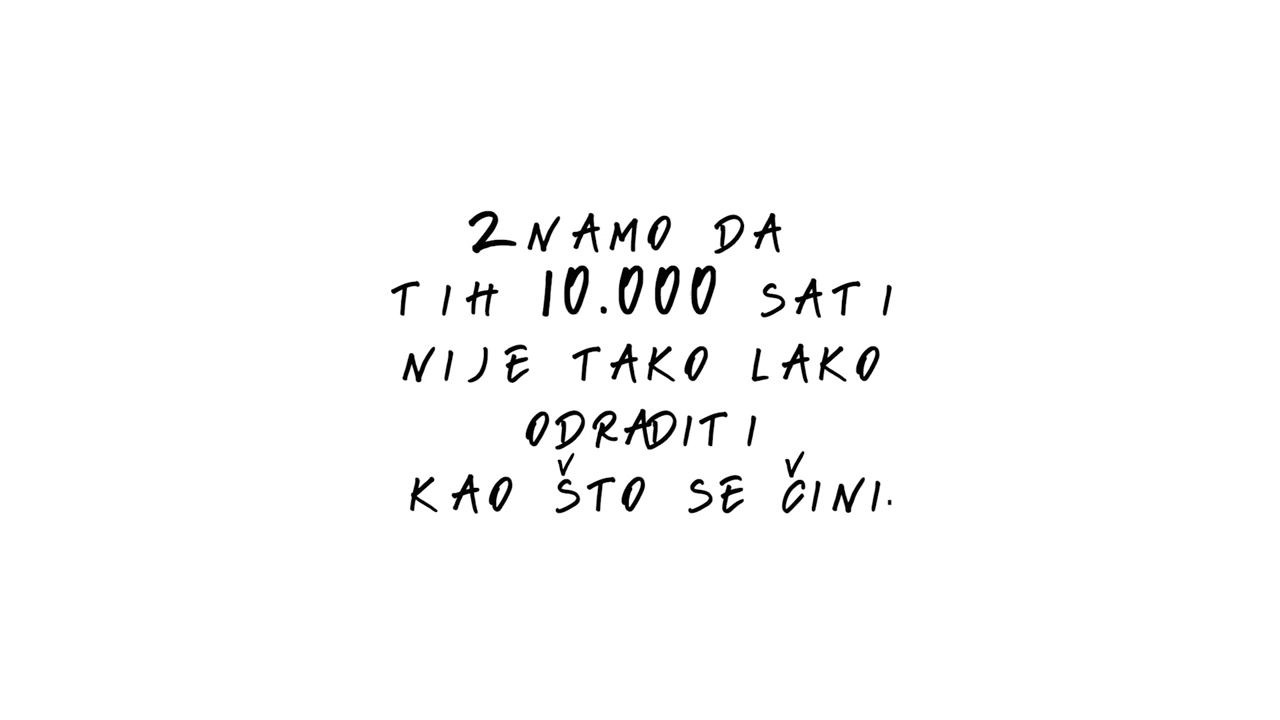 ZNAMO DA
TIH 10.000 SATI
NIJE TAKO LAKO
ODRADITI
KAO ŠTO SE ČINI.